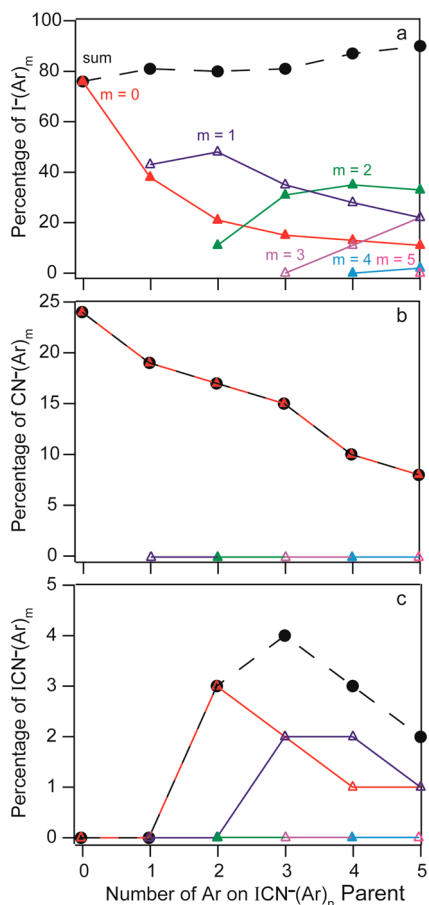 a
100
80
60
40
20
0
Percentage of I⁻(Ar)ₘ
sum
m = 0
m = 1
m = 2
m = 3
m = 4 m = 5
b
25
20
15
10
5
0
Percentage of CN⁻(Ar)ₘ
c
5
4
3
2
1
0
Percentage of ICN⁻(Ar)ₘ
0 1 2 3 4 5
Number of Ar on ICN⁻(Ar)ₙ Parent